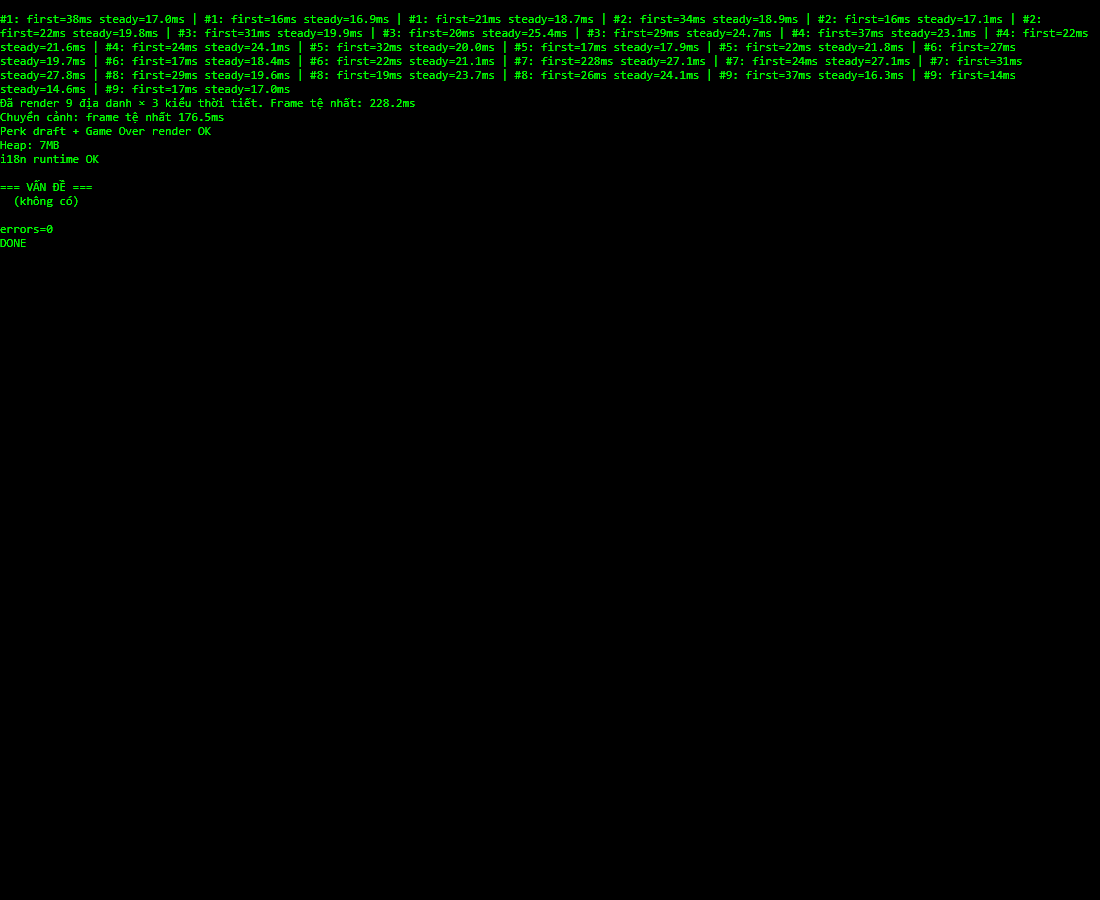 #1: first=38ms steady=17.0ms | #1: first=16ms steady=16.9ms | #1: first=21ms steady=18.7ms | #2: first=34ms steady=18.9ms | #2: first=16ms steady=17.1ms | #2:
first=22ms steady=19.8ms | #3: first=31ms steady=19.9ms | #3: first=20ms steady=25.4ms | #3: first=29ms steady=24.7ms | #4: first=37ms steady=23.1ms | #4: first=22ms
steady=21.6ms | #4: first=24ms steady=24.1ms | #5: first=32ms steady=20.0ms | #5: first=17ms steady=17.9ms | #5: first=22ms steady=21.8ms | #6: first=27ms
steady=19.7ms | #6: first=17ms steady=18.4ms | #6: first=22ms steady=21.1ms | #7: first=228ms steady=27.1ms | #7: first=24ms steady=27.1ms | #7: first=31ms
steady=27.8ms | #8: first=29ms steady=19.6ms | #8: first=19ms steady=23.7ms | #8: first=26ms steady=24.1ms | #9: first=37ms steady=16.3ms | #9: first=14ms
steady=14.6ms | #9: first=17ms steady=17.0ms
Đã render 9 địa danh × 3 kiểu thời tiết. Frame tệ nhất: 228.2ms
Chuyển cảnh: frame tệ nhất 176.5ms
Perk draft + Game Over render OK
Heap: 7MB
i18n runtime OK
=== VẤN ĐỀ ===
(không có)
errors=0
DONE